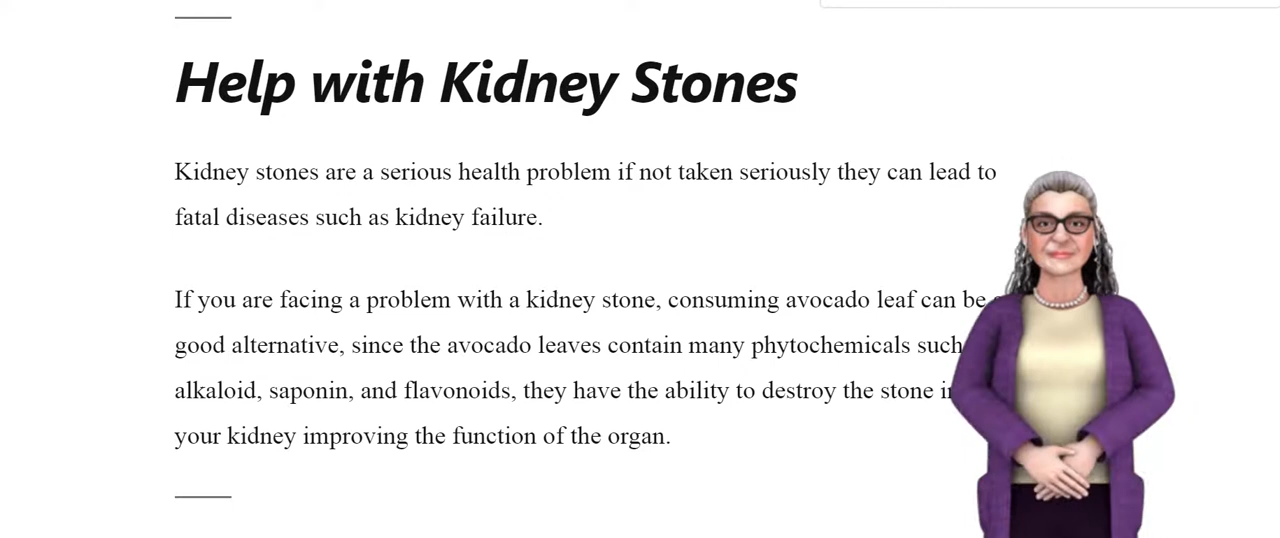 Help with Kidney Stones
Kidney stones are a serious health problem if not taken seriously they can lead to
fatal diseases such as kidney failure.
If you are facing a problem with a kidney stone, consuming avocado leaf can be
good alternative, since the avocado leaves contain many phytochemicals such
alkaloid, saponin, and flavonoids, they have the ability to destroy the stone
your kidney improving the function of the organ.